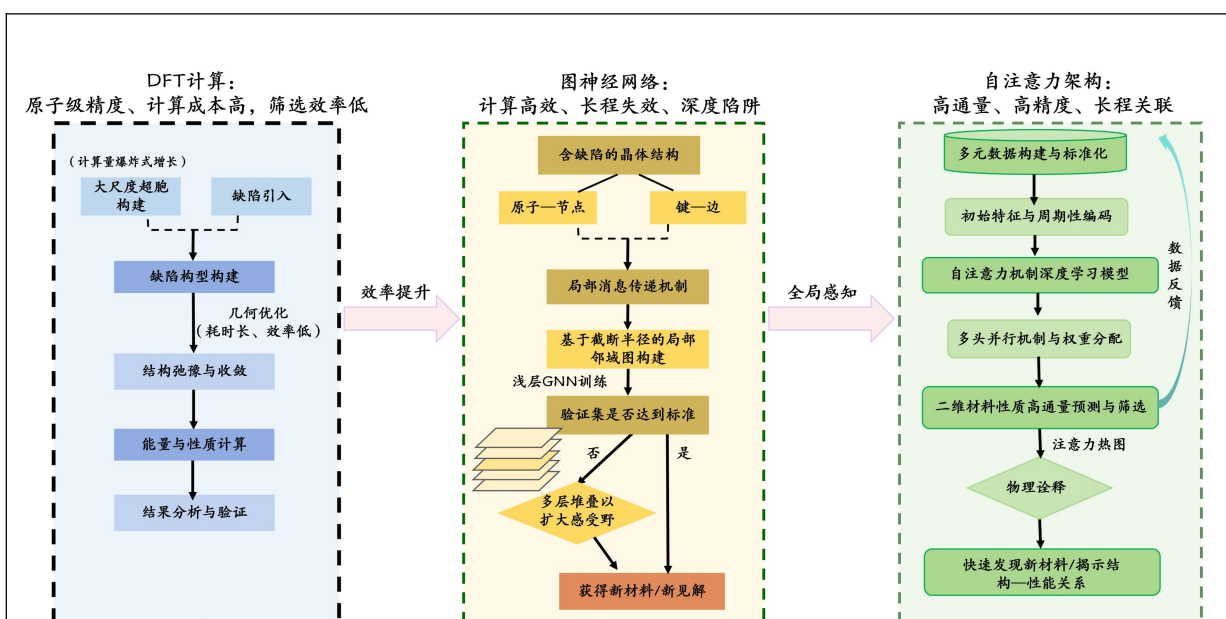 DFT计算:
原子级精度、计算成本高，筛选效率低
（计算量爆炸式增长）
大尺度超胞
构建
缺陷引入
缺陷构型构建
几何优化
（耗时长、效率低）
结构弛豫与收敛
能量与性质计算
结果分析与验证
效率提升
图神经网络:
计算高效、长程失效、深度陷阱
含缺陷的晶体结构
原子—节点
键—边
局部消息传递机制
基于截断半径的局部
邻域图构建
浅层GNN训练
验证集是否达到标准
否
是
多层堆叠以
扩大感受野
获得新材料/新见解
全局感知
自注意力架构:
高通量、高精度、长程关联
多元数据构建与标准化
初始特征与周期性编码
自注意力机制深度学习模型
多头并行机制与权重分配
二维材料性质高通量预测与筛选
注意力热图
物理诠释
快速发现新材料/揭示结
构—性能关系
数据反馈